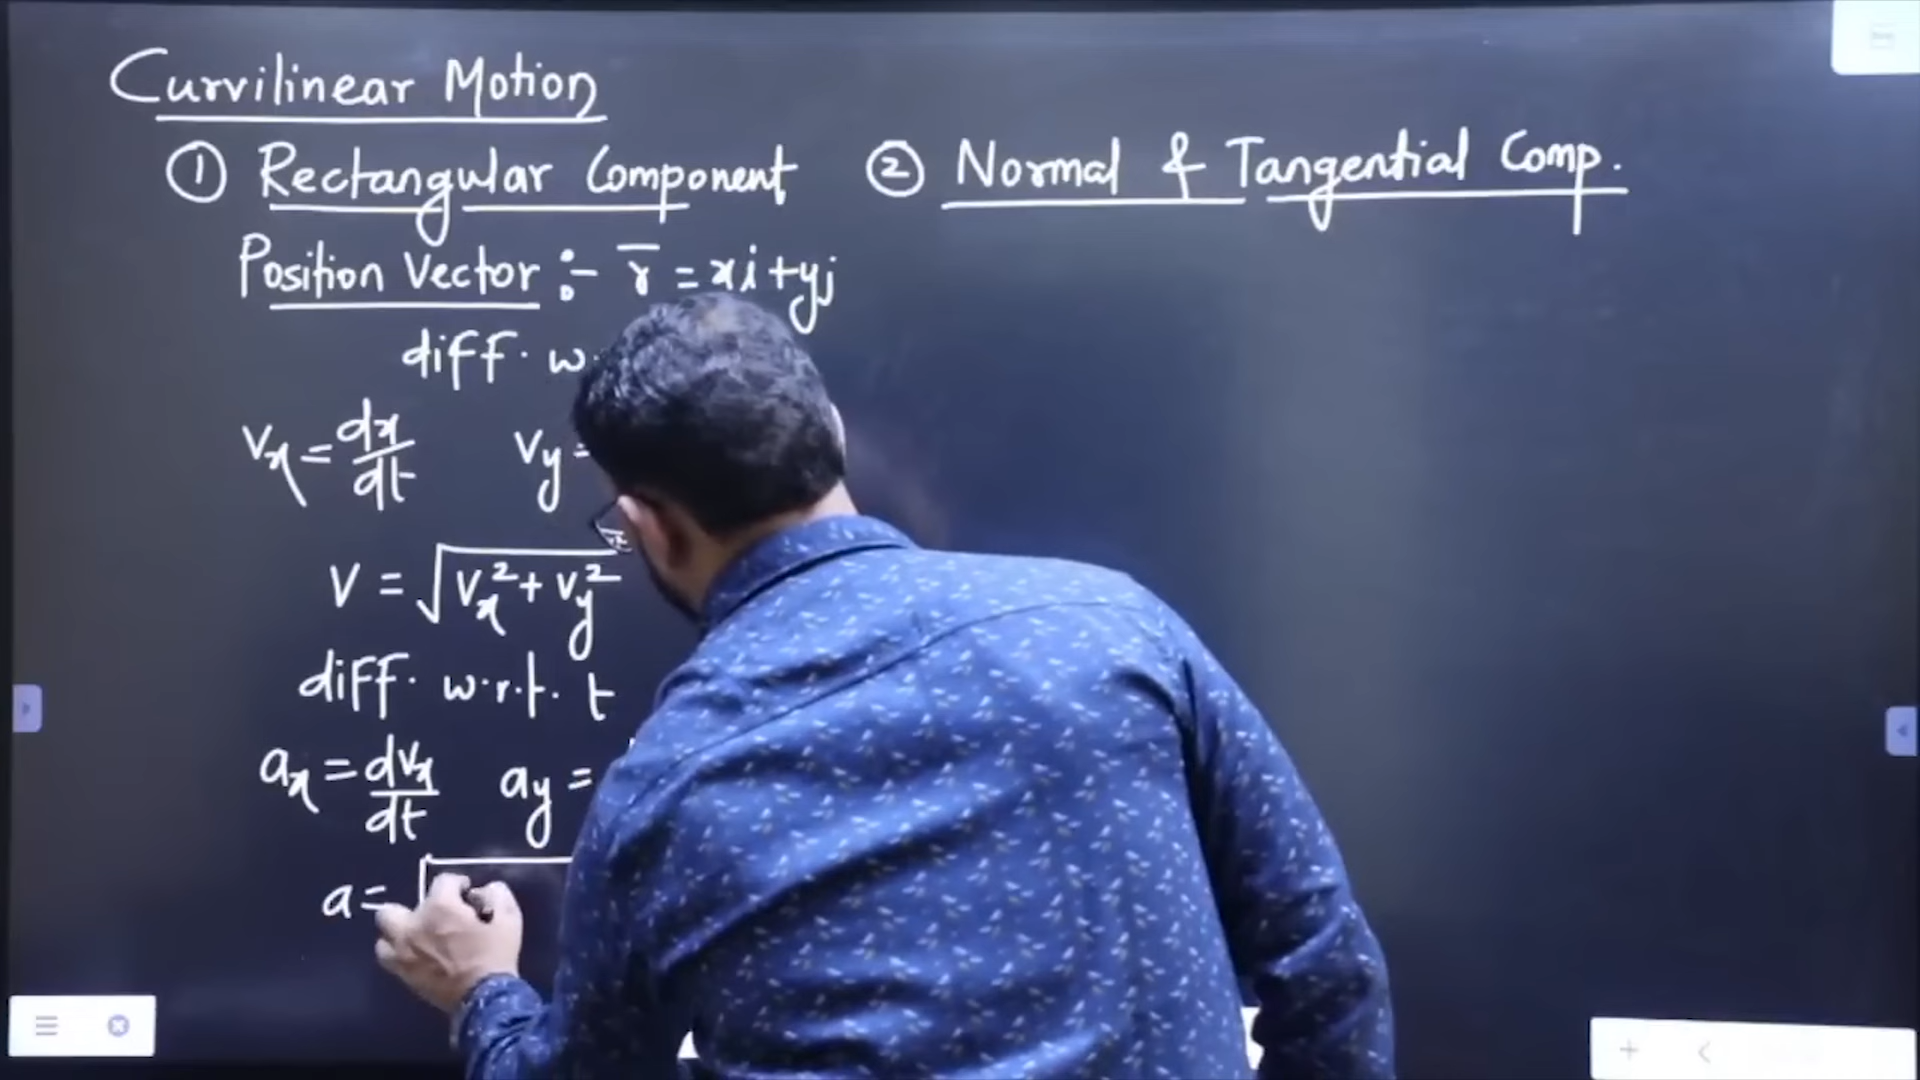 Curvilinear Motion
① Rectangular Component
Position Vector :- r̅ = xi+yj
diff. w.
vx = dx/dt vy =
v = √vx²+vy²
diff. w.r.t. t
ax = dvx/dt ay =
a = √
② Normal & Tangential Comp.